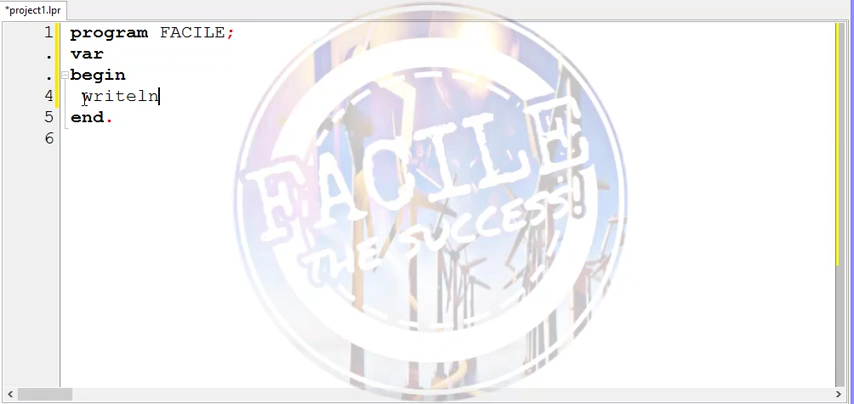 *project1.lpr
1 program FACILE;
. var
. begin
4 writeln
5 end.
6
FACILE
THE SUCCESS!